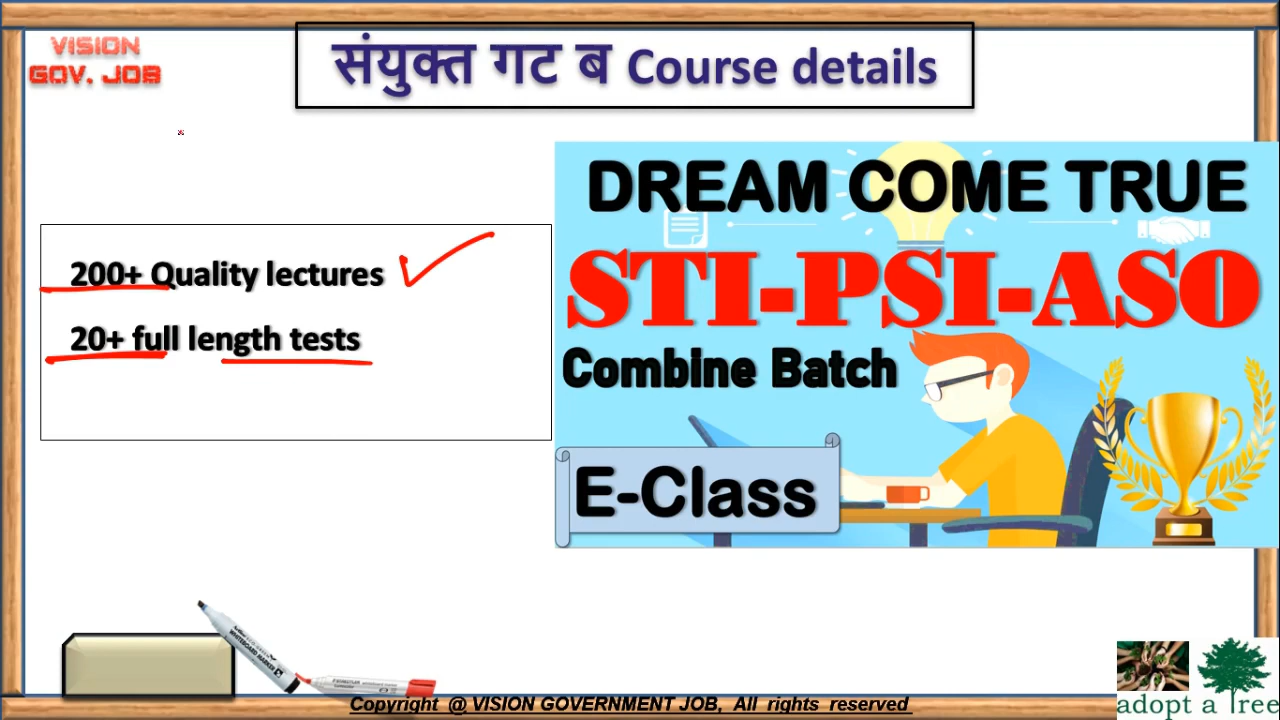 VISION
GOV. JOB
संयुक्त गट ब Course details
200+ Quality lectures
20+ full length tests
DREAM COME TRUE
STI-PSI-ASO
Combine Batch
E-Class
Copyright @ VISION GOVERNMENT JOB, All rights reserved
adopt a Tree